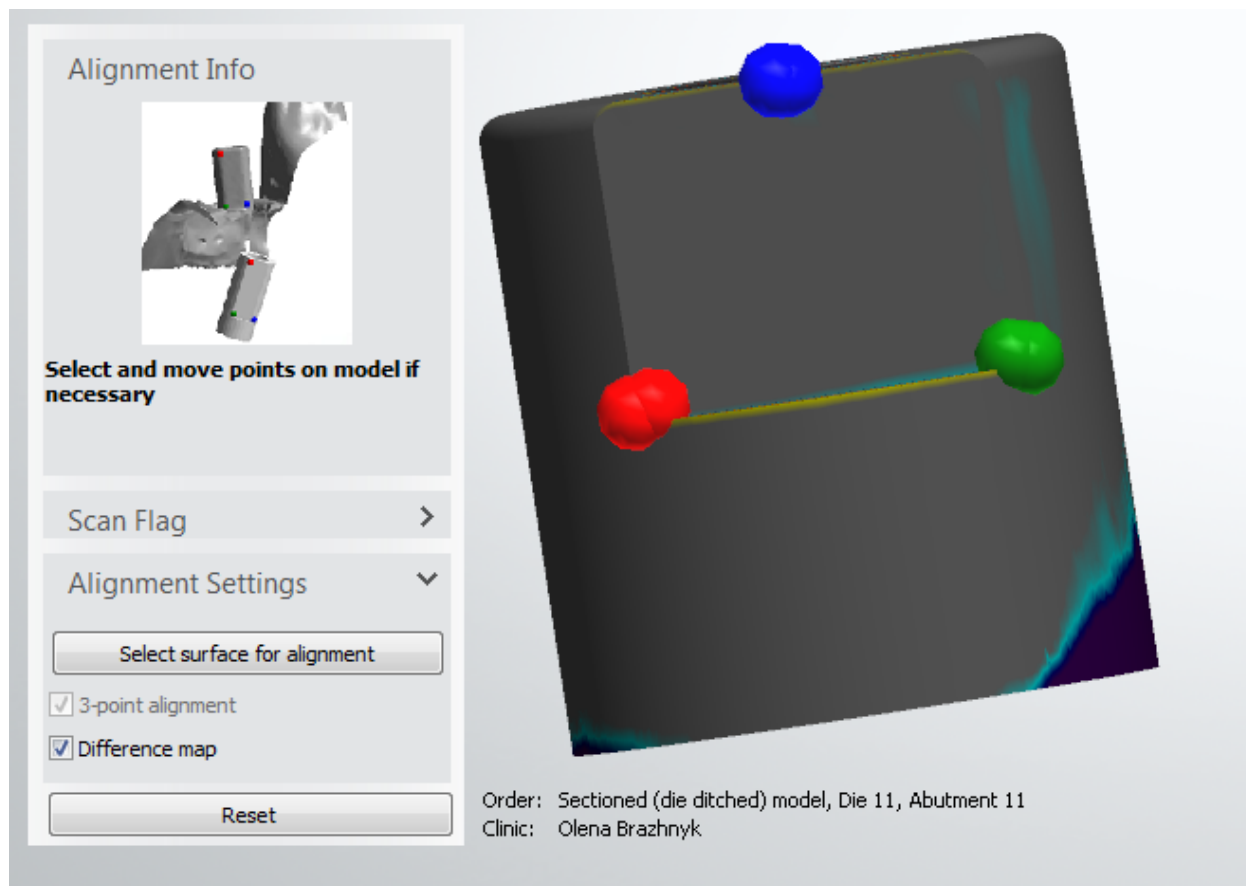 Alignment Info
Select and move points on model if
necessary
Scan Flag
Alignment Settings
Select surface for alignment
3-point alignment
Difference map
Reset
Order: Sectioned (die ditched) model, Die 11, Abutment 11
Clinic: Olena Brazhnyk